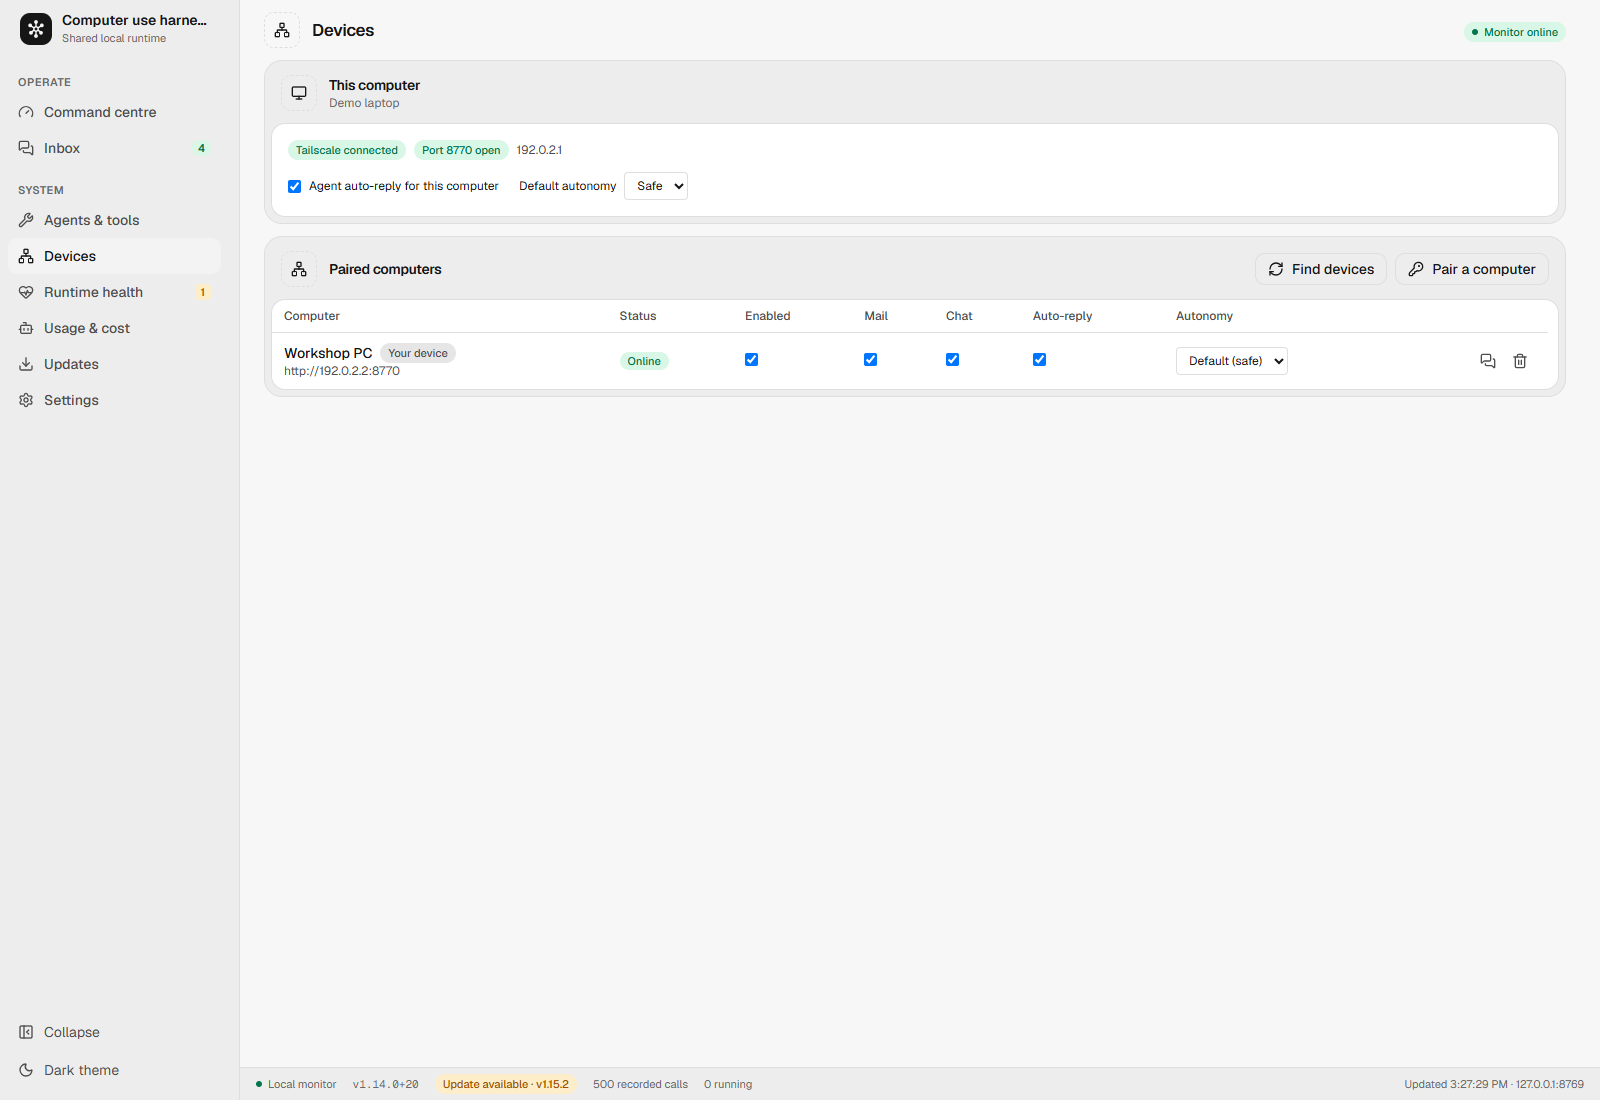 Computer use harne...
Shared local runtime
OPERATE
Command centre
Inbox 4
SYSTEM
Agents & tools
Devices
Runtime health 1
Usage & cost
Updates
Settings
Collapse
Dark theme
Devices
Monitor online
This computer
Demo laptop
Tailscale connected Port 8770 open 192.0.2.1
Agent auto-reply for this computer Default autonomy Safe
Paired computers Find devices Pair a computer
Computer Status Enabled Mail Chat Auto-reply Autonomy
Workshop PC Your device Online Default (safe)
http://192.0.2.2:8770
Local monitor v1.14.0+20 Update available · v1.15.2 500 recorded calls 0 running Updated 3:27:29 PM · 127.0.0.1:8769